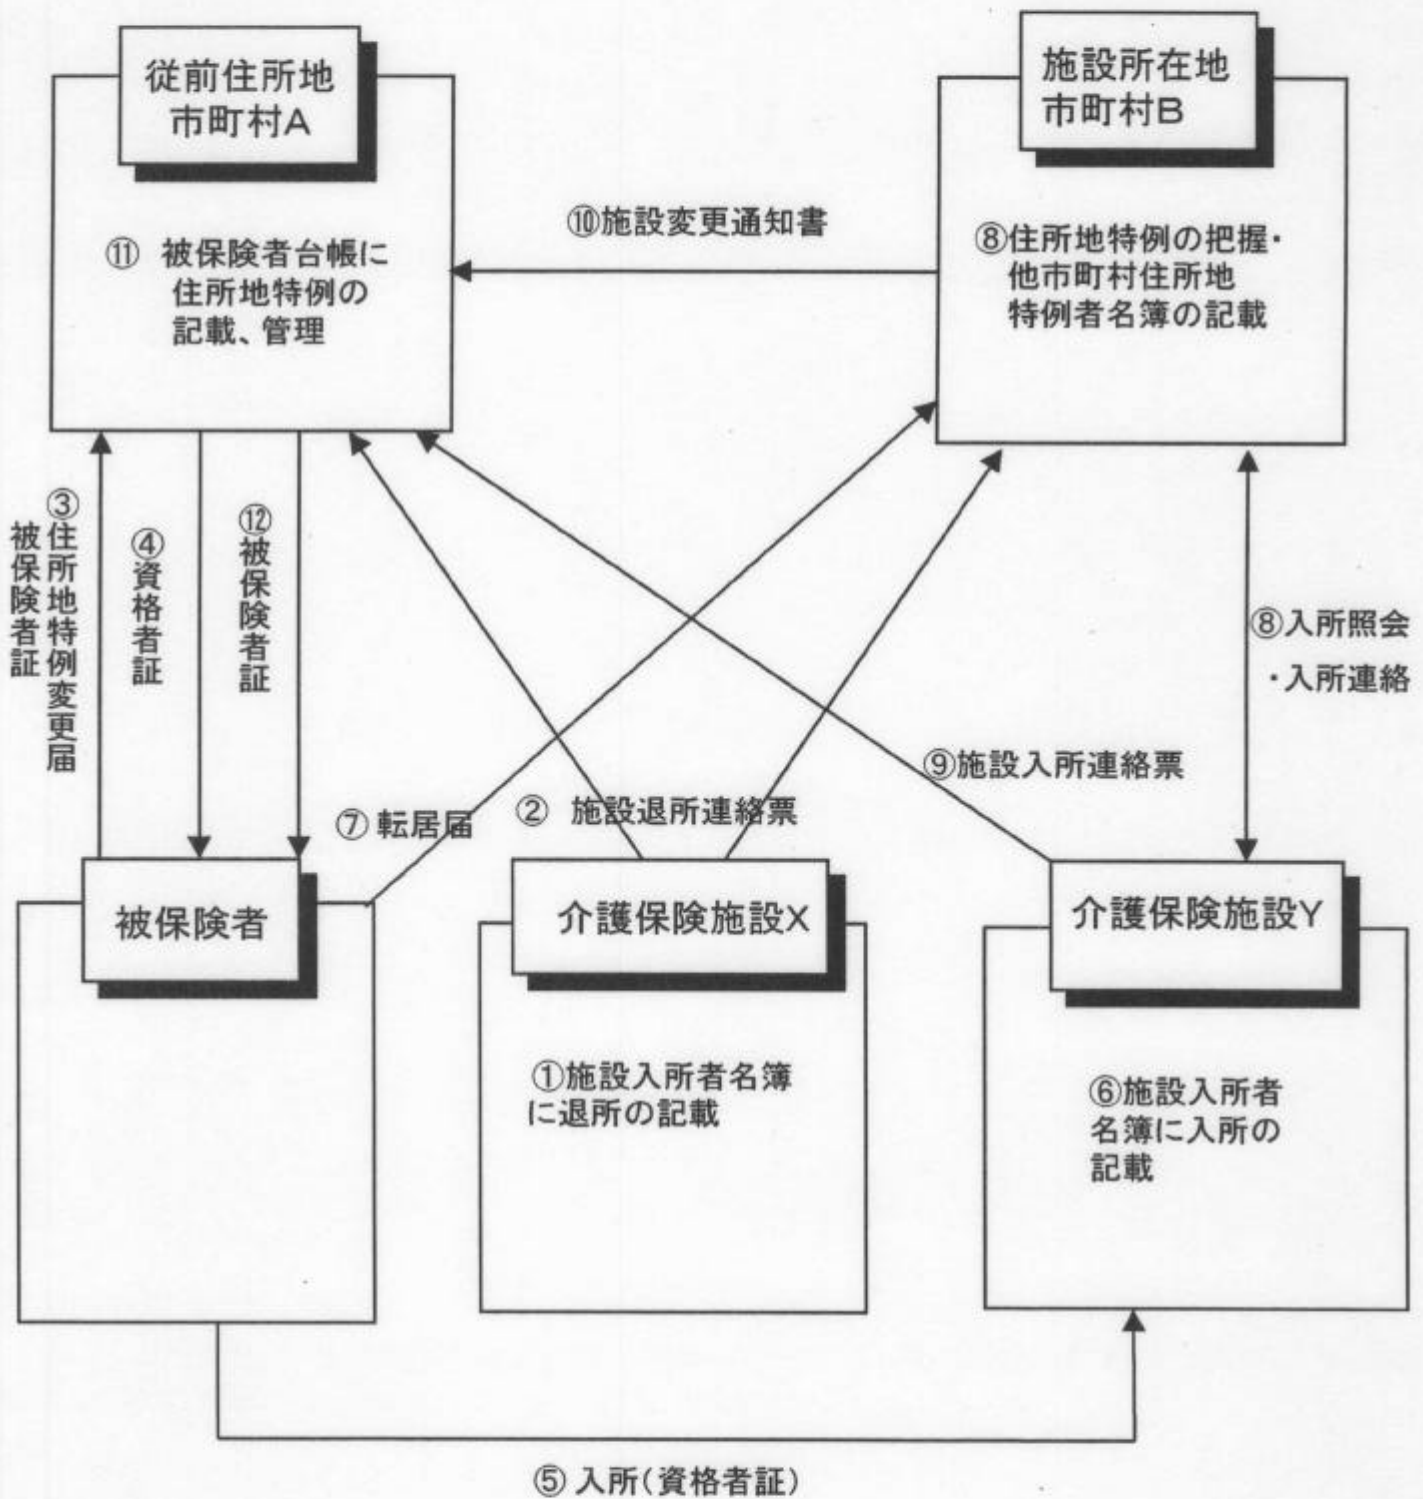 従前住所地
市町村A
施設所在地
市町村B
⑩施設変更通知書
⑪ 被保険者台帳に
住所地特例の
記載、管理
⑧住所地特例の把握・
他市町村住所地
特例者名簿の記載
③住所地特例変更届
被保険者証
④資格者証
⑫被保険者証
⑧入所照会
・入所連絡
⑨施設入所連絡票
② 施設退所連絡票
⑦転居届
被保険者
介護保険施設X
介護保険施設Y
①施設入所者名簿
に退所の記載
⑥施設入所者
名簿に入所の
記載
⑤入所(資格者証)